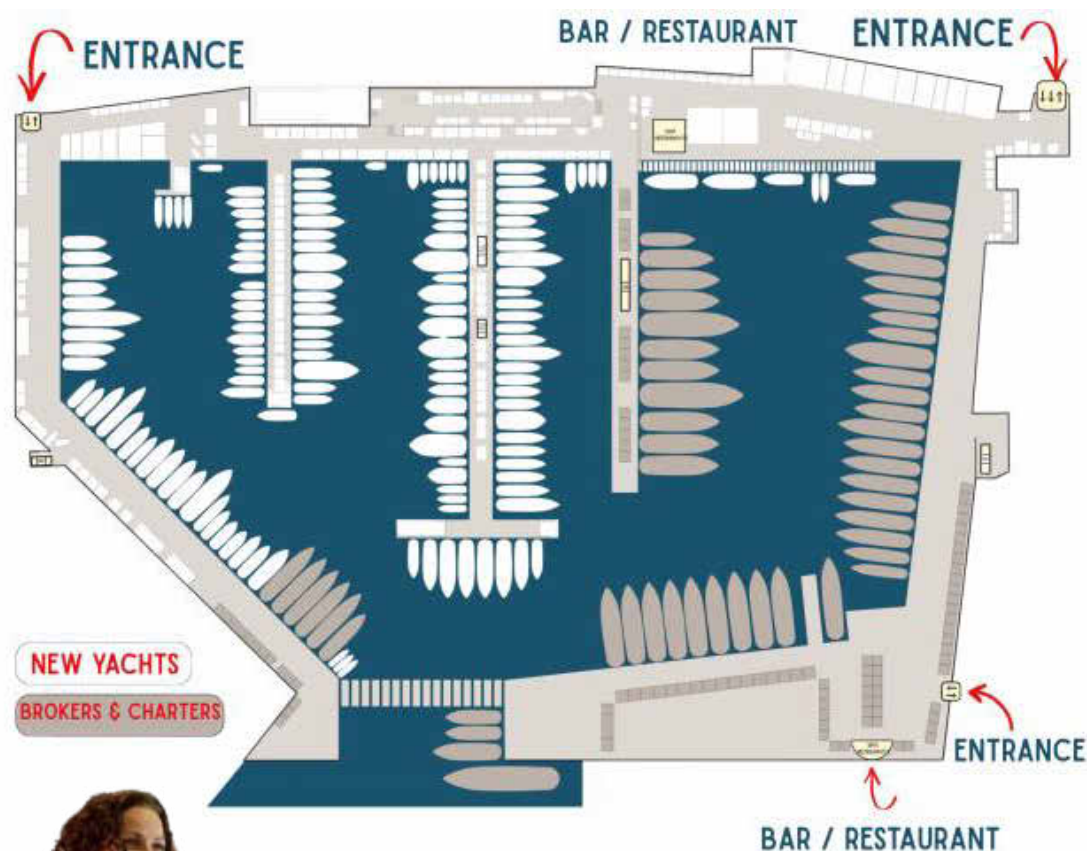 BAR / RESTAURANT
ENTRANCE
ENTRANCE
NEW YACHTS
BROKERS & CHARTERS
ENTRANCE
BAR / RESTAURANT